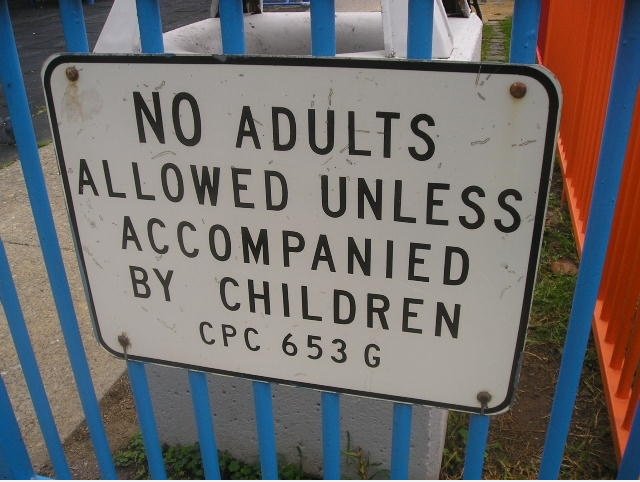 NO ADULTS
ALLOWED UNLESS
ACCOMPANIED
BY CHILDREN
CPC 653 G